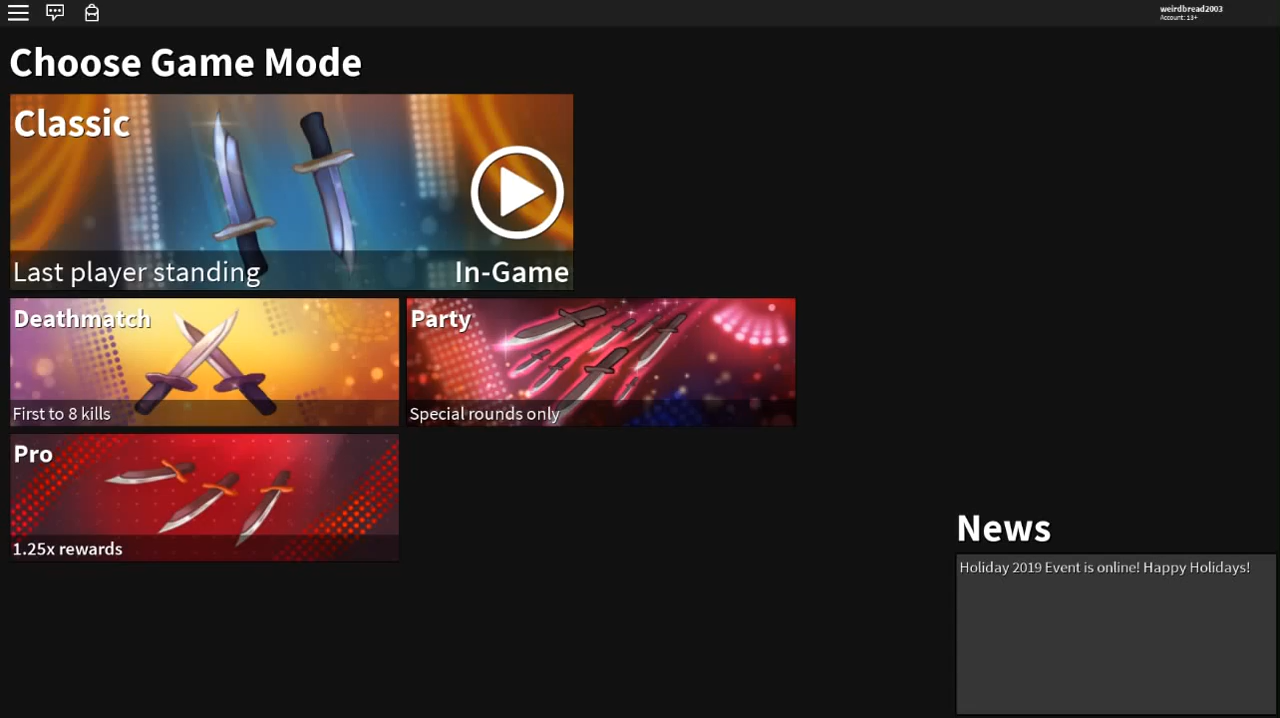 weirdbread2003
Account: 13+
Choose Game Mode
Classic
Last player standing
In-Game
Deathmatch
First to 8 kills
Party
Special rounds only
Pro
1.25x rewards
News
Holiday 2019 Event is online! Happy Holidays!